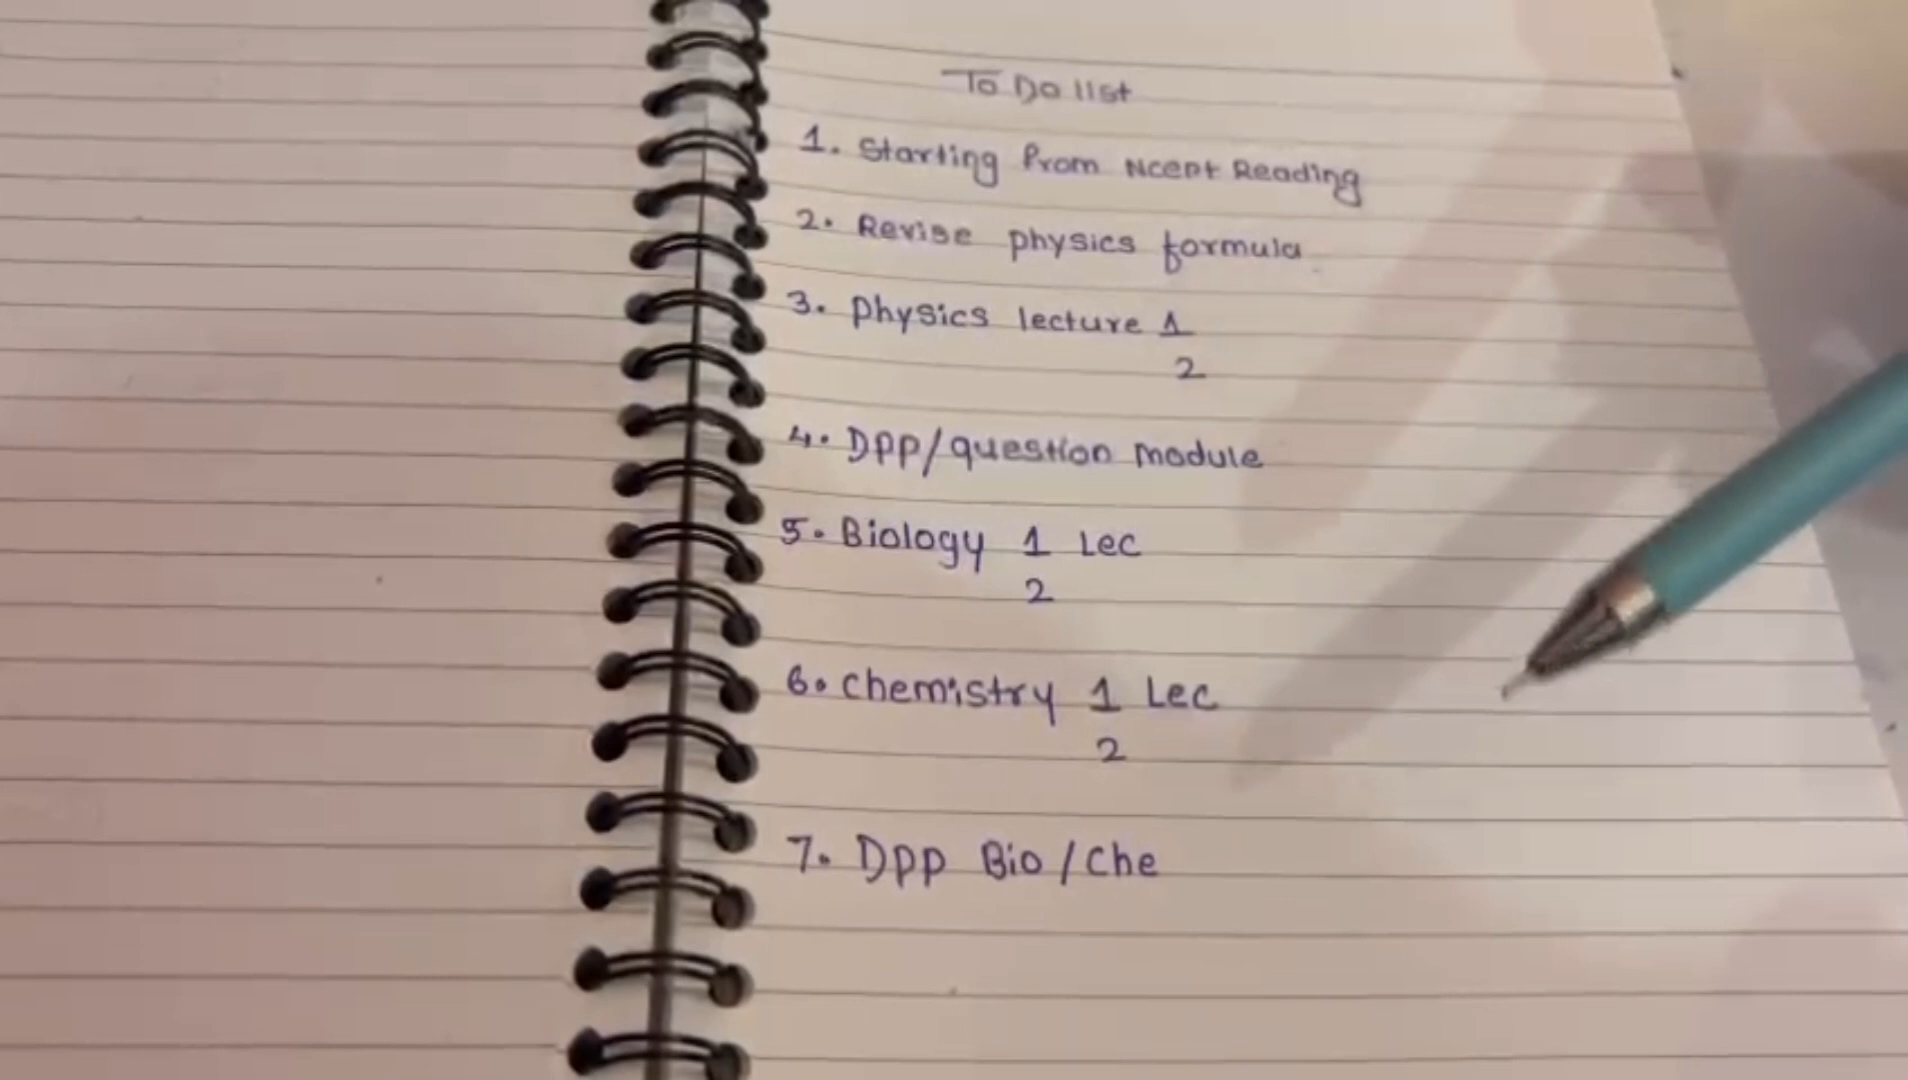 To Do list
1. Starting From Ncert Reading
2. Revise physics formula
3. Physics lecture 1
2
4. Dpp/question module
5. Biology 1 Lec
2
6. Chemistry 1 Lec
2
7. Dpp Bio/Che